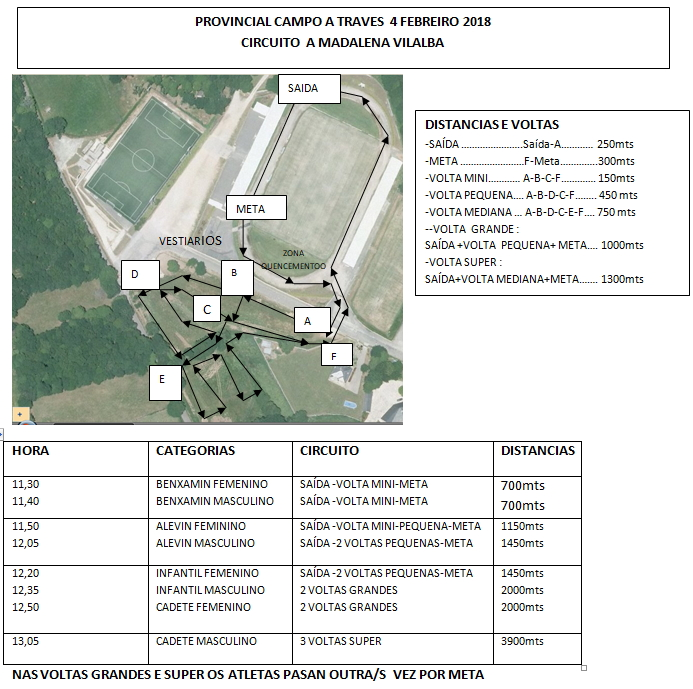 PROVINCIAL CAMPO A TRAVES 4 FEBREIRO 2018
CIRCUITO A MADALENA VILALBA
SAIDA
META
VESTIARIOS
ZONA
QUENCEMENTOO
D
B
C
A
F
E
DISTANCIAS E VOLTAS
-SAÍDA .......................Saída-A............ 250mts
-META .........................F-Meta..............300mts
-VOLTA MINI............ A-B-C-F............. 150mts
-VOLTA PEQUENA.... A-B-D-C-F........ 450 mts
-VOLTA MEDIANA ... A-B-D-C-E-F.... 750 mts
--VOLTA GRANDE :
SAÍDA +VOLTA PEQUENA+ META.... 1000mts
-VOLTA SUPER :
SAÍDA+VOLTA MEDIANA+META....... 1300mts
HORA CATEGORIAS CIRCUITO DISTANCIAS
11,30 BENXAMIN FEMENINO SAÍDA -VOLTA MINI-META 700mts
11,40 BENXAMIN MASCULINO SAÍDA -VOLTA MINI-META 700mts
11,50 ALEVIN FEMININO SAÍDA -VOLTA MINI-PEQUENA-META 1150mts
12,05 ALEVIN MASCULINO SAÍDA -2 VOLTAS PEQUENAS-META 1450mts
12,20 INFANTIL FEMENINO SAÍDA -2 VOLTAS PEQUENAS-META 1450mts
12,35 INFANTIL MASCULINO 2 VOLTAS GRANDES 2000mts
12,50 CADETE FEMENINO 2 VOLTAS GRANDES 2000mts
13,05 CADETE MASCULINO 3 VOLTAS SUPER 3900mts
NAS VOLTAS GRANDES E SUPER OS ATLETAS PASAN OUTRA/S VEZ POR META